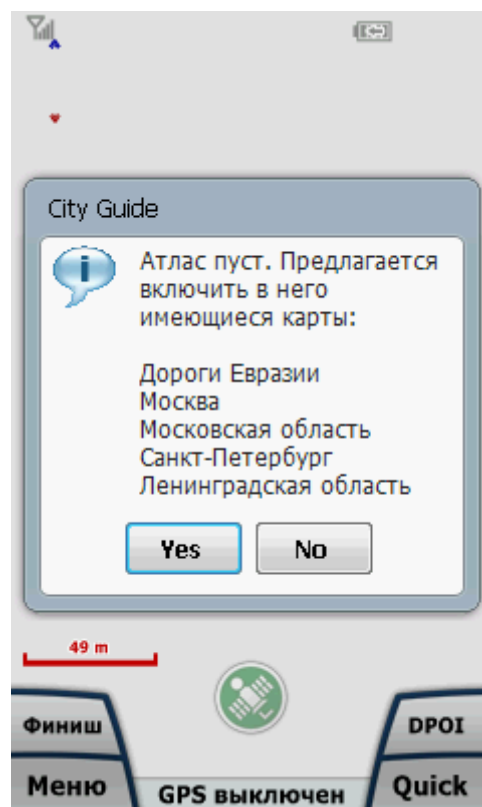 City Guide
Атлас пуст. Предлагается
включить в него
имеющиеся карты:
Дороги Евразии
Москва
Московская область
Санкт-Петербург
Ленинградская область
Yes No
49 m
Финиш DPOI
Меню GPS выключен Quick